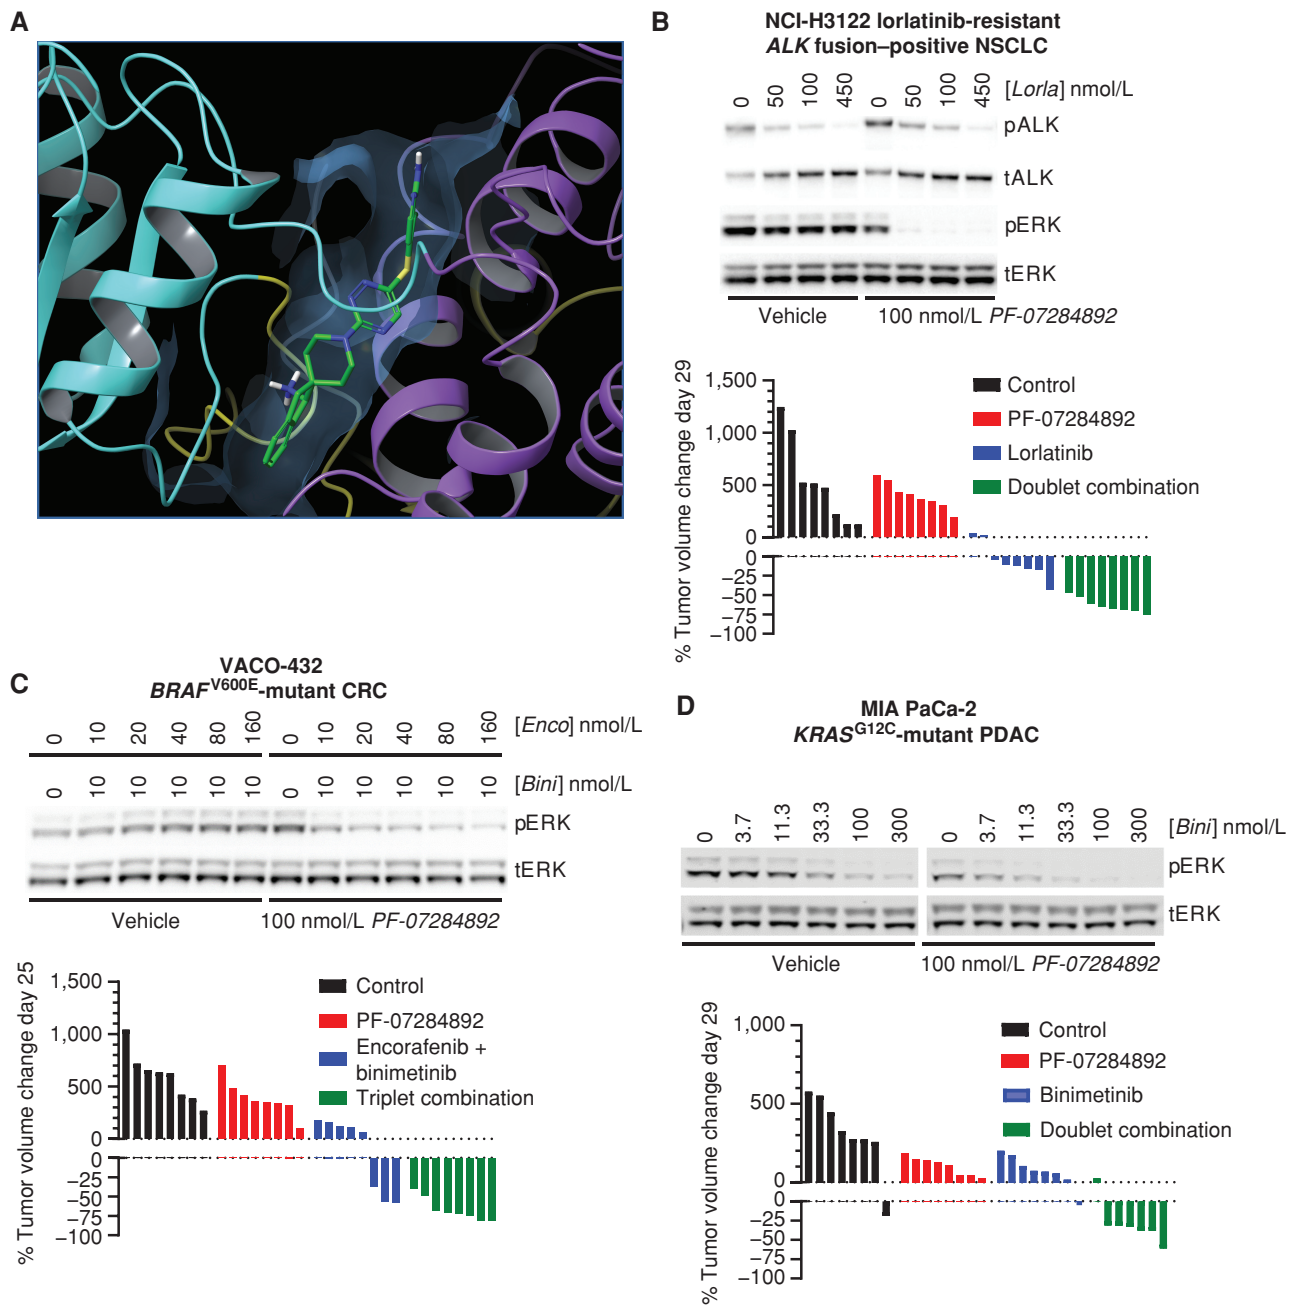 A
B
NCI-H3122 lorlatinib-resistant
ALK fusion–positive NSCLC
0 50 100 450 0 50 100 450 [Lorla] nmol/L
pALK
tALK
pERK
tERK
Vehicle 100 nmol/L PF-07284892
% Tumor volume change day 29
1,500
1,000
500
0
0
−25
−50
−75
−100
Control
PF-07284892
Lorlatinib
Doublet combination
C
VACO-432
BRAFV600E-mutant CRC
0 10 20 40 80 160 0 10 20 40 80 160 [Enco] nmol/L
0 10 10 10 10 10 0 10 10 10 10 10 [Bini] nmol/L
pERK
tERK
Vehicle 100 nmol/L PF-07284892
% Tumor volume change day 25
1,500
1,000
500
0
0
−25
−50
−75
−100
Control
PF-07284892
Encorafenib +
binimetinib
Triplet combination
D
MIA PaCa-2
KRASG12C-mutant PDAC
0 3.7 11.3 33.3 100 300 0 3.7 11.3 33.3 100 300 [Bini] nmol/L
pERK
tERK
Vehicle 100 nmol/L PF-07284892
% Tumor volume change day 29
1,000
500
0
0
−25
−50
−75
−100
Control
PF-07284892
Binimetinib
Doublet combination